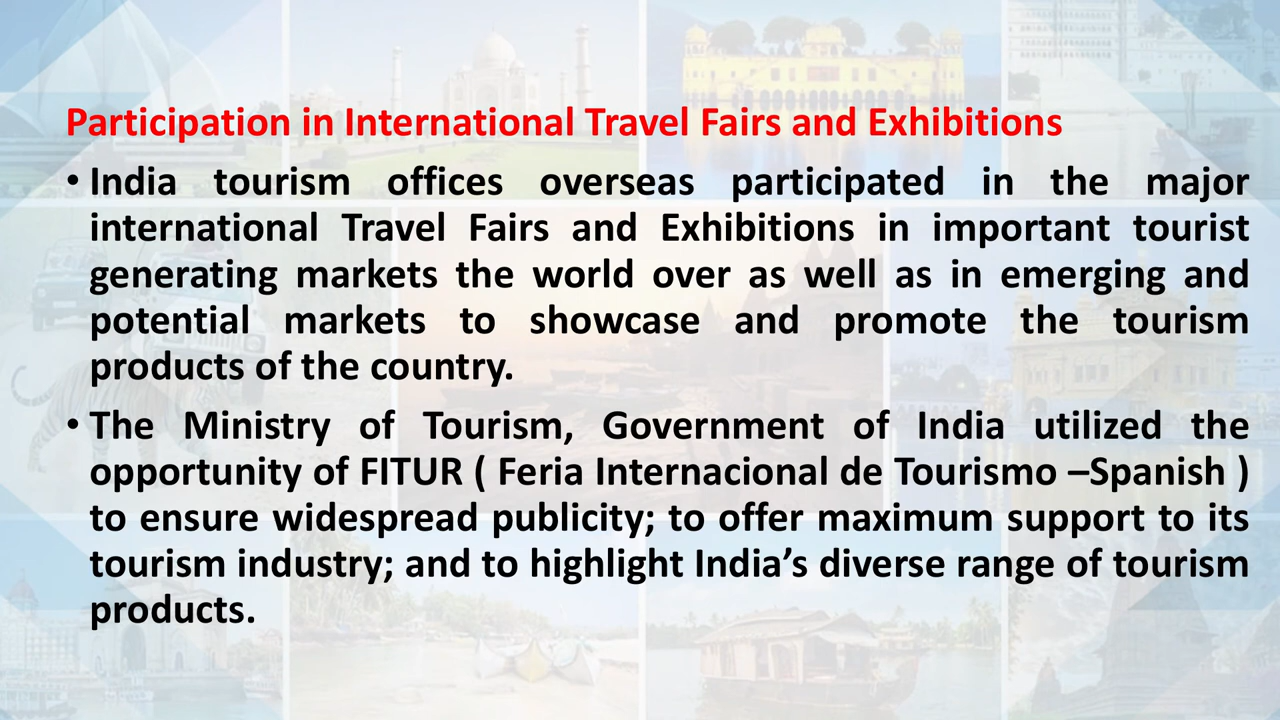 Participation in International Travel Fairs and Exhibitions
• India tourism offices overseas participated in the major
international Travel Fairs and Exhibitions in important tourist
generating markets the world over as well as in emerging and
potential markets to showcase and promote the tourism
products of the country.
• The Ministry of Tourism, Government of India utilized the
opportunity of FITUR ( Feria Internacional de Tourismo –Spanish )
to ensure widespread publicity; to offer maximum support to its
tourism industry; and to highlight India’s diverse range of tourism
products.